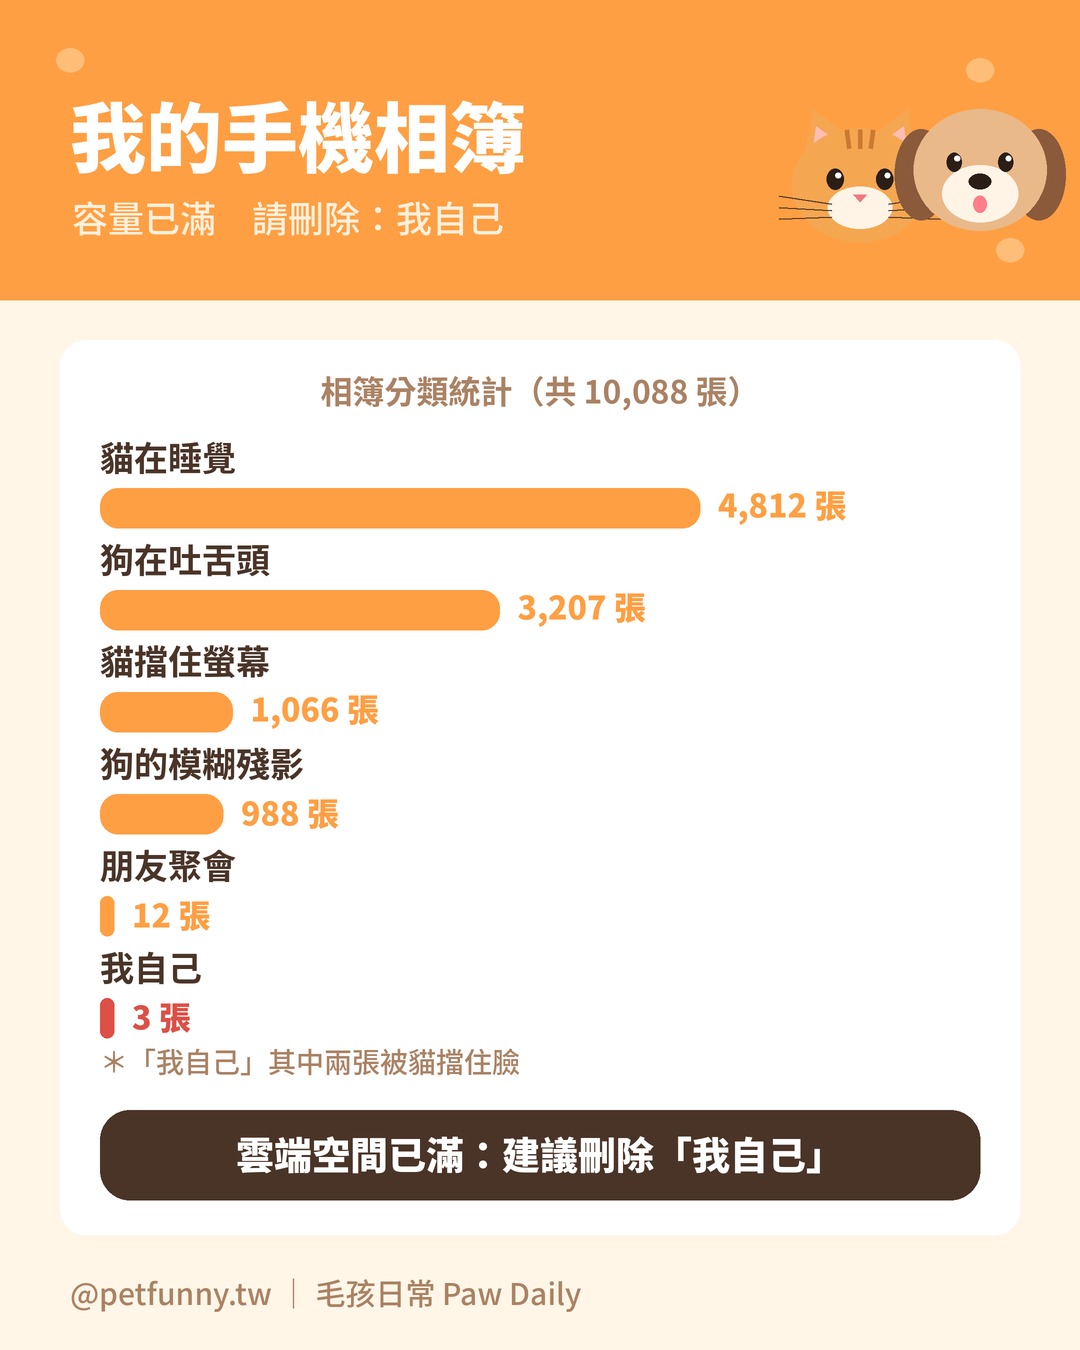 我的手機相簿
容量已滿　請刪除：我自己
相簿分類統計（共 10,088 張）
貓在睡覺
4,812 張
狗在吐舌頭
3,207 張
貓擋住螢幕
1,066 張
狗的模糊殘影
988 張
朋友聚會
12 張
我自己
3 張
＊「我自己」其中兩張被貓擋住臉
雲端空間已滿：建議刪除「我自己」
@petfunny.tw｜毛孩日常 Paw Daily